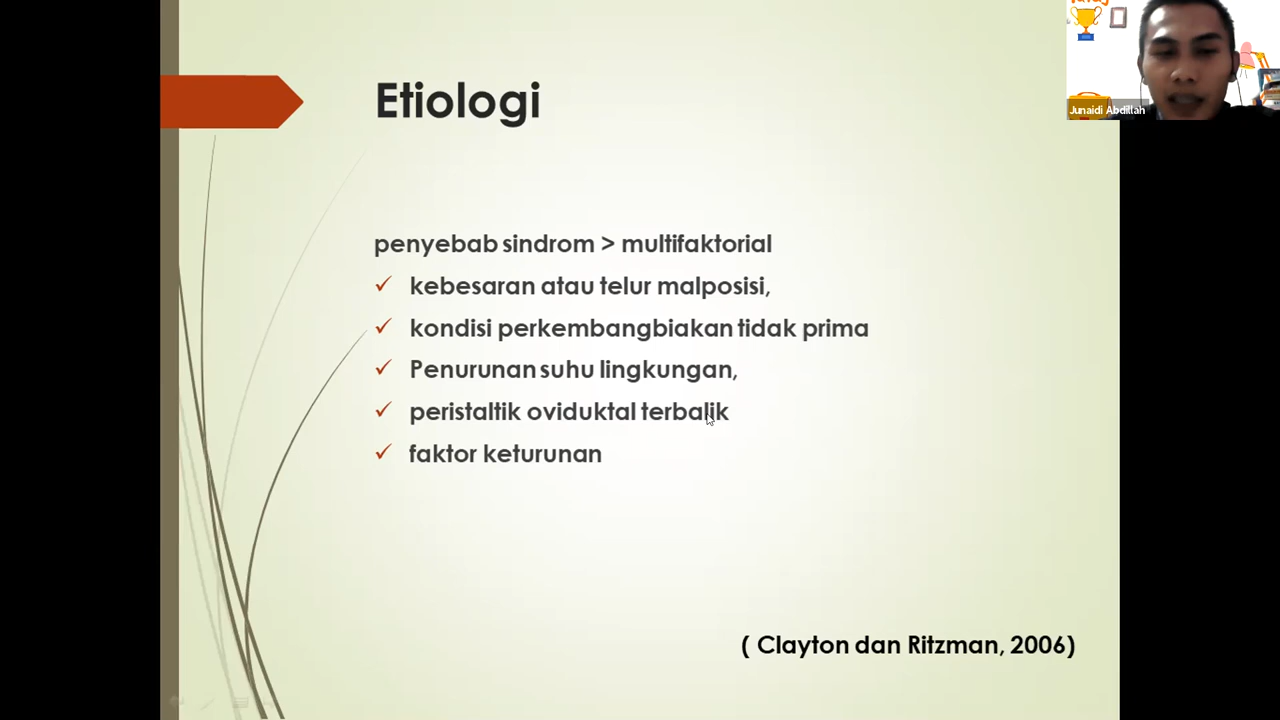 Etiologi
Junaidi Abdillah
penyebab sindrom > multifaktorial
✓ kebesaran atau telur malposisi,
✓ kondisi perkembangbiakan tidak prima
✓ Penurunan suhu lingkungan,
✓ peristaltik oviduktal terbalik
✓ faktor keturunan
( Clayton dan Ritzman, 2006)